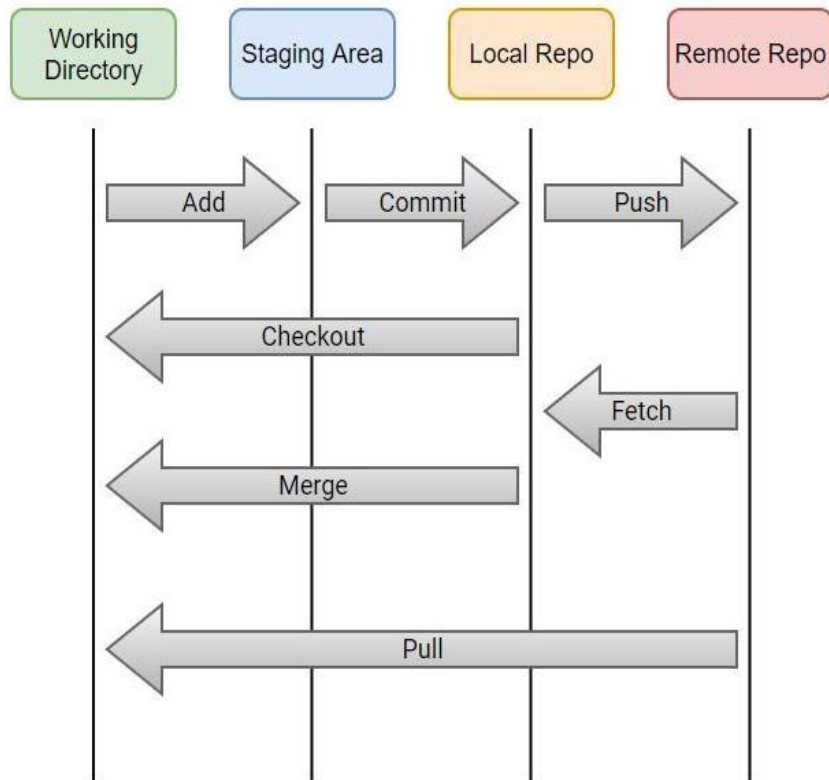 Working
Directory
Staging Area
Local Repo
Remote Repo
Add
Commit
Push
Checkout
Fetch
Merge
Pull